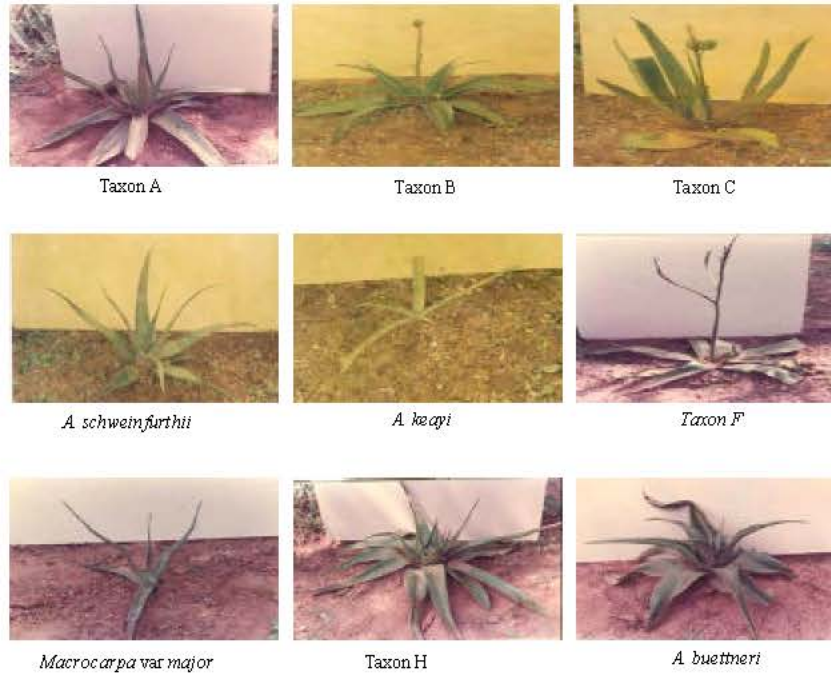 Taxon A
Taxon B
Taxon C
A. schweinfurthii
A. keayi
Taxon F
Macrocarpa var major
Taxon H
A. buettneri